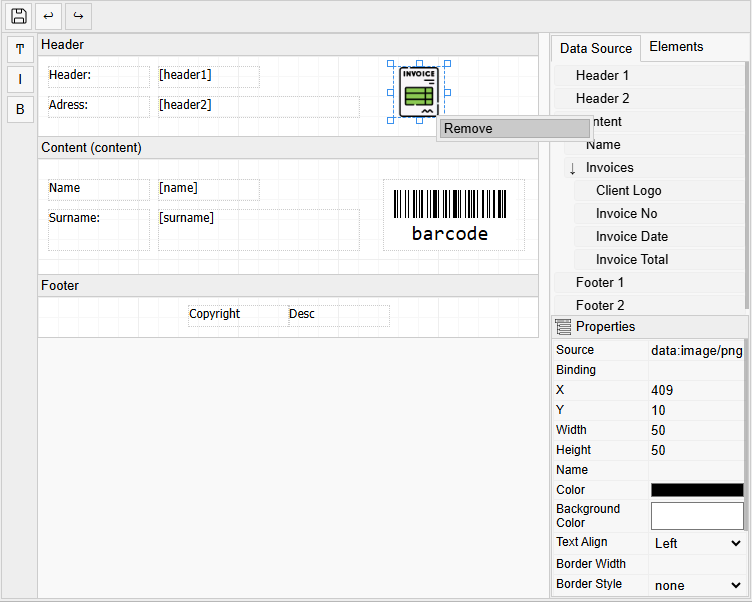 ↩ ↪
T
I
B
Header
Header: [header1]
Adress: [header2]
INVOICE
Remove
Content (content)
Name [name]
Surname: [surname]
barcode
Footer
Copyright Desc
Data Source Elements
Header 1
Header 2
ntent
Name
↓ Invoices
Client Logo
Invoice No
Invoice Date
Invoice Total
Footer 1
Footer 2
Properties
Source data:image/png
Binding
X 409
Y 10
Width 50
Height 50
Name
Color
Background
Color
Text Align Left
Border Width
Border Style none